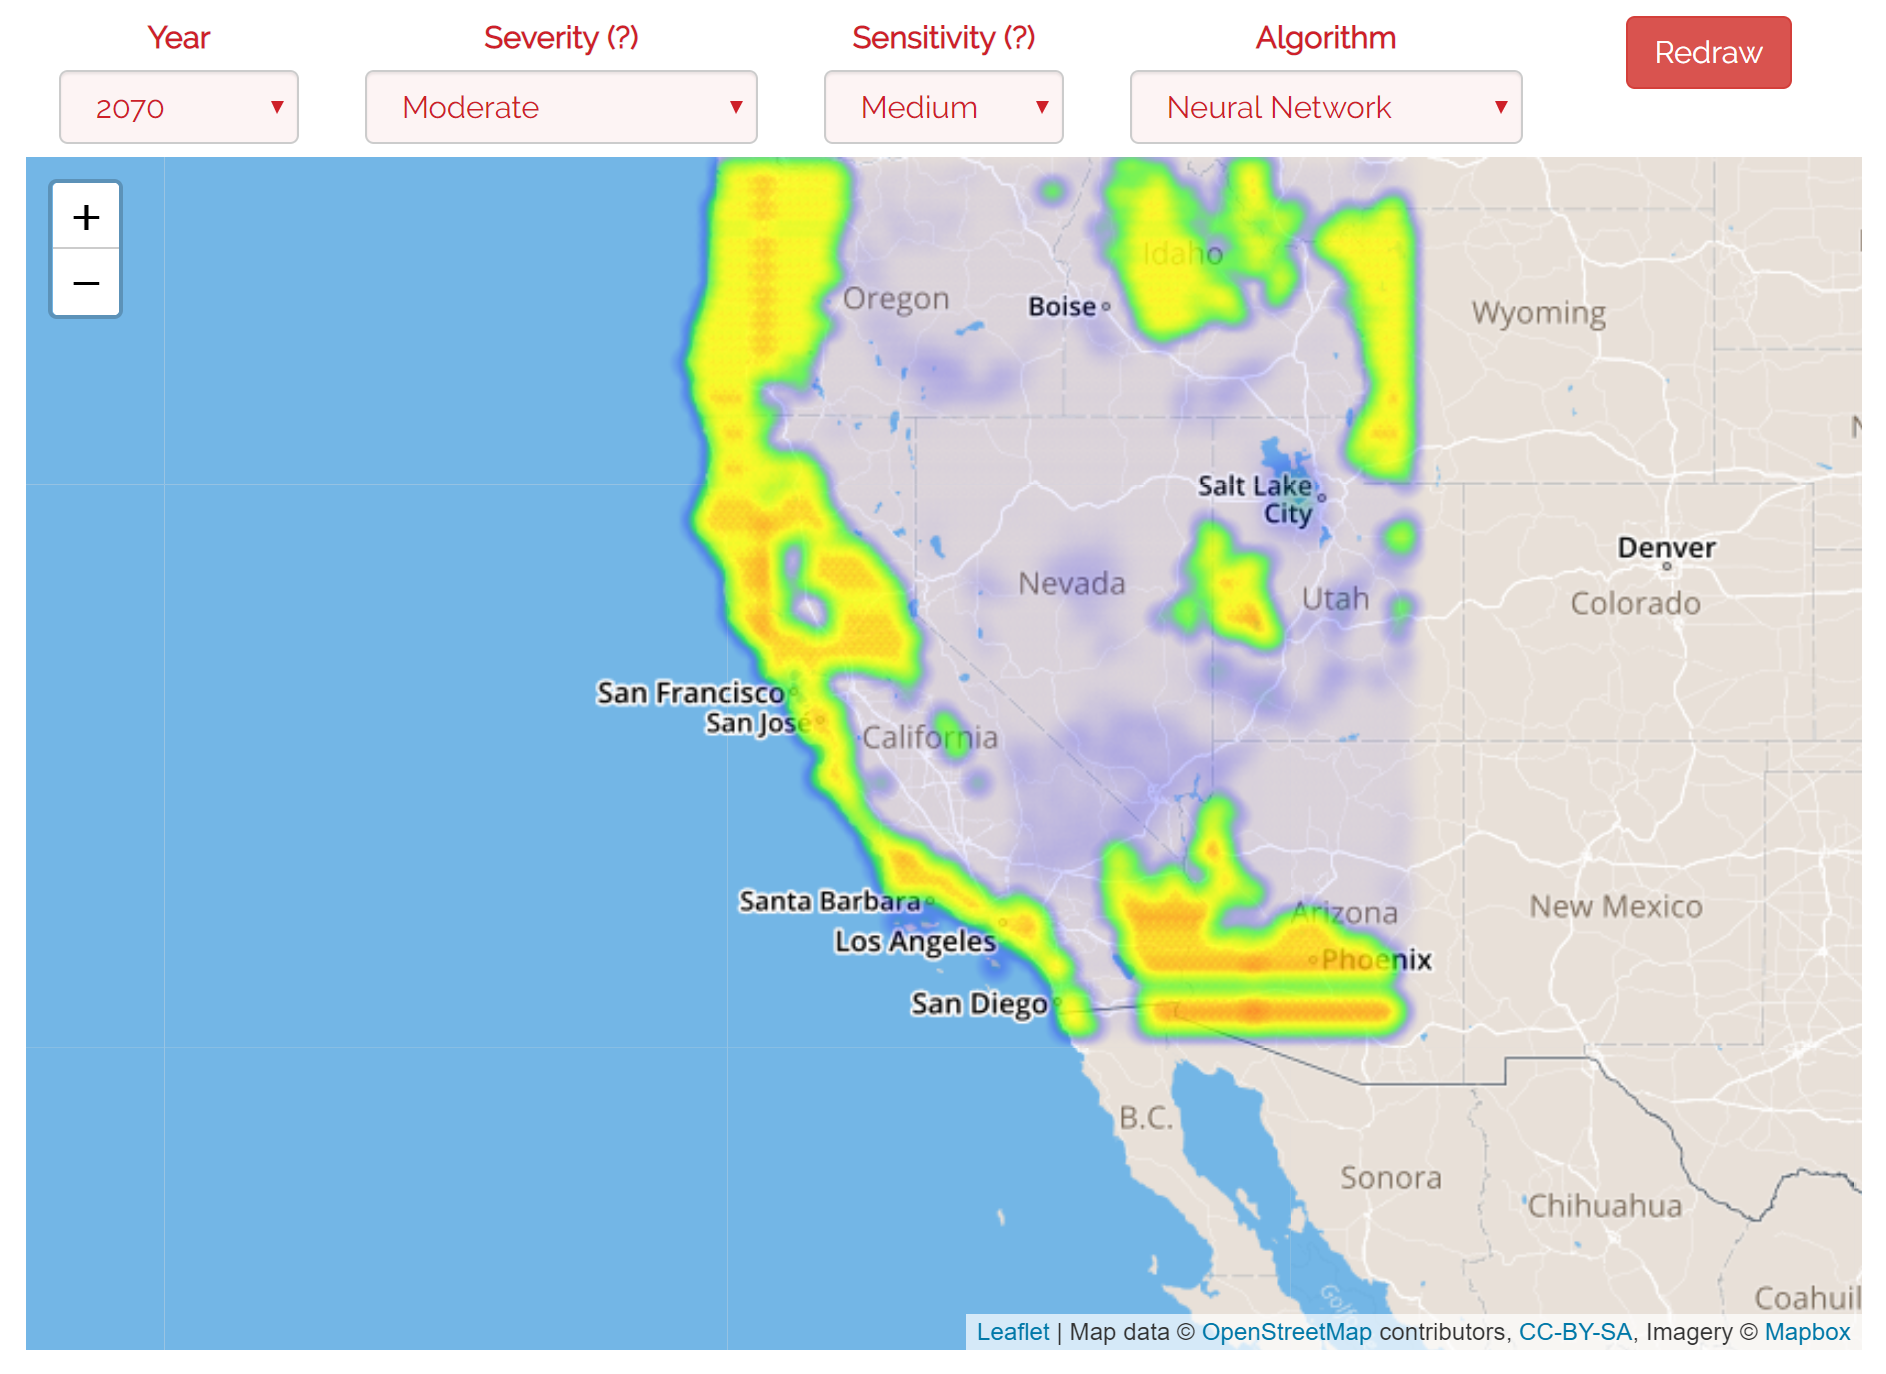 Year
Severity (?)
Sensitivity (?)
Algorithm
Redraw
2070
Moderate
Medium
Neural Network
+
−
Idaho
Oregon
Boise
Wyoming
Salt Lake
City
Denver
Nevada
Utah
Colorado
San Francisco
San José
California
Santa Barbara
Arizona
New Mexico
Los Angeles
Phoenix
San Diego
B.C.
Sonora
Chihuahua
Coahuil
Golf
Leaflet | Map data © OpenStreetMap contributors, CC-BY-SA, Imagery © Mapbox